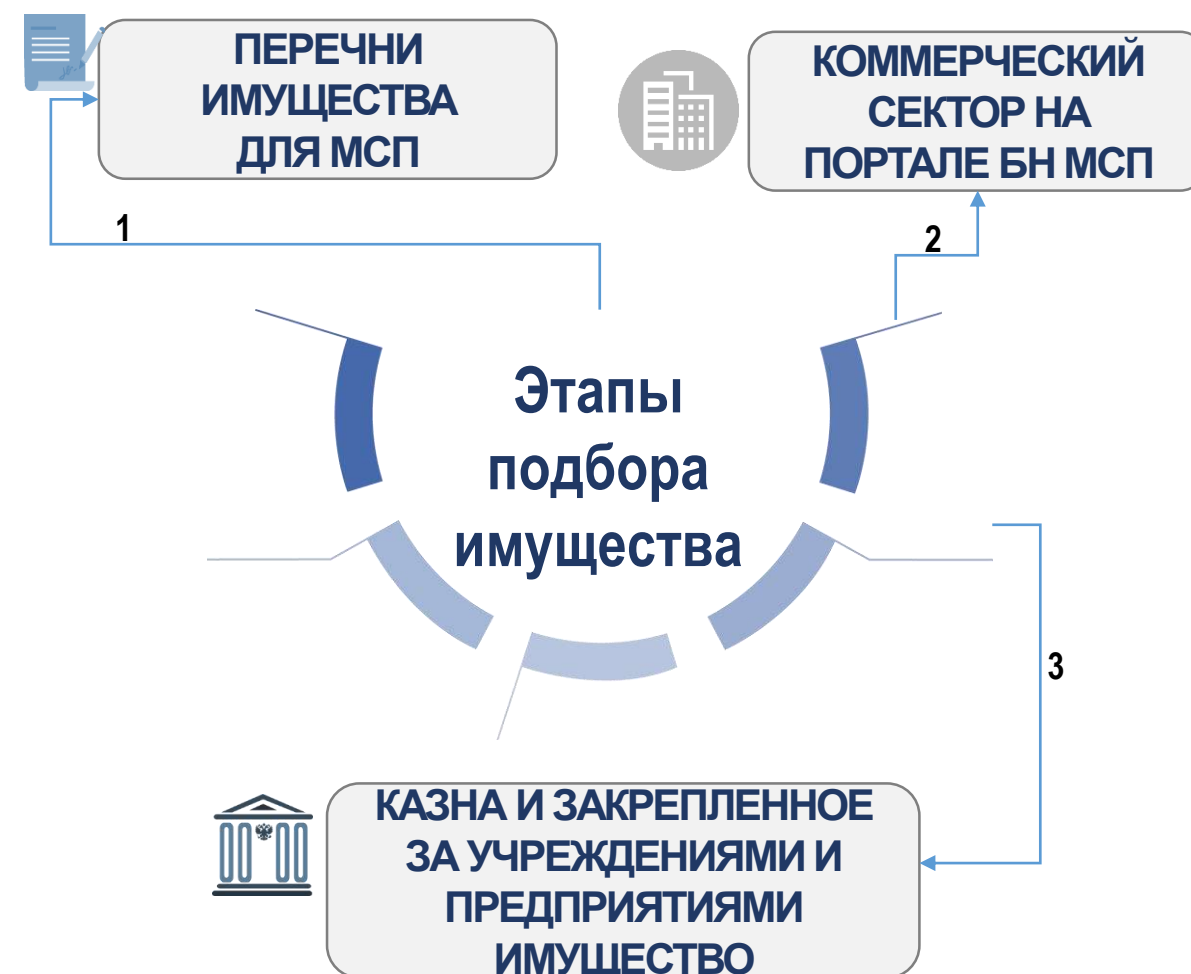 ПЕРЕЧНИ
ИМУЩЕСТВА
ДЛЯ МСП
КОММЕРЧЕСКИЙ
СЕКТОР НА
ПОРТАЛЕ БН МСП
1
2
Этапы
подбора
имущества
3
КАЗНА И ЗАКРЕПЛЕННОЕ
ЗА УЧРЕЖДЕНИЯМИ И
ПРЕДПРИЯТИЯМИ
ИМУЩЕСТВО